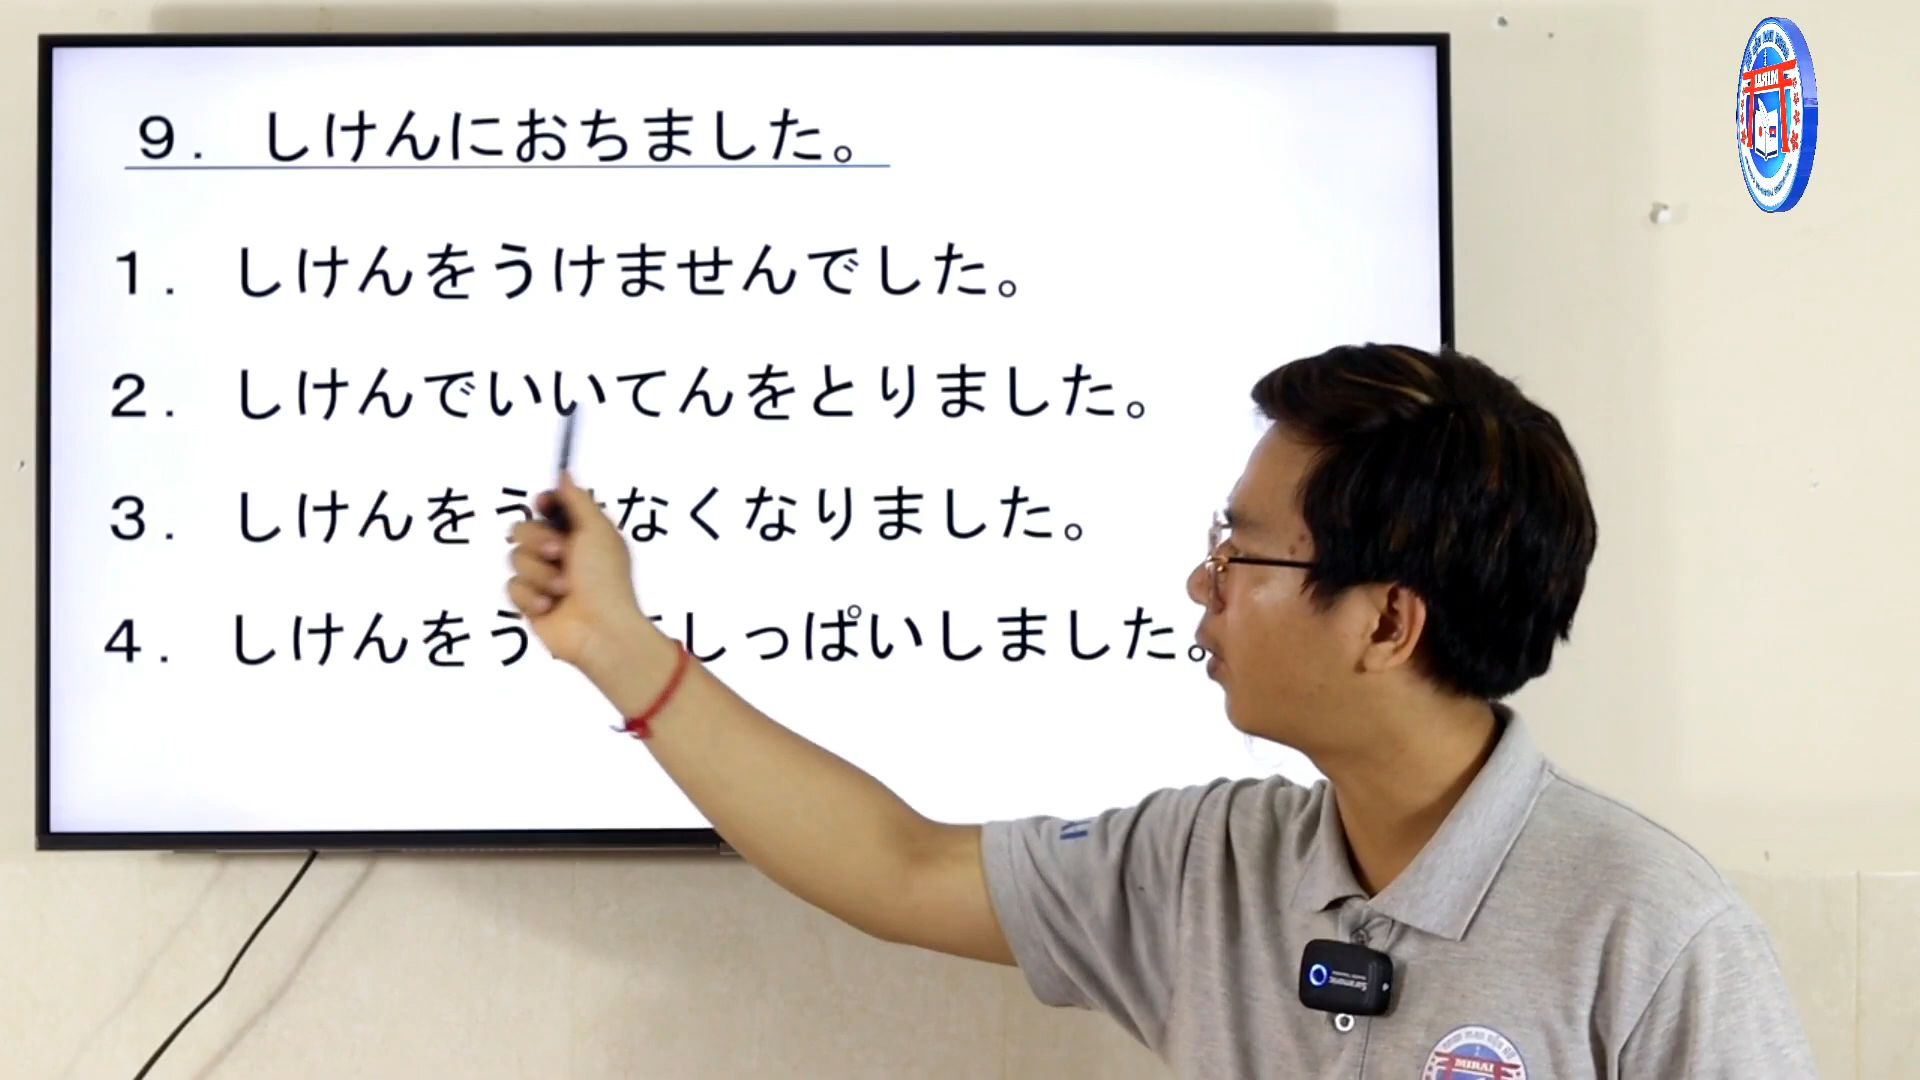 ９． しけんにおちました。
１． しけんをうけませんでした。
２． しけんでいいてんをとりました。
３． しけんをう なくなりました。
４． しけんをう しっぱいしました。
MIRAI
Saramonic
MIRAI